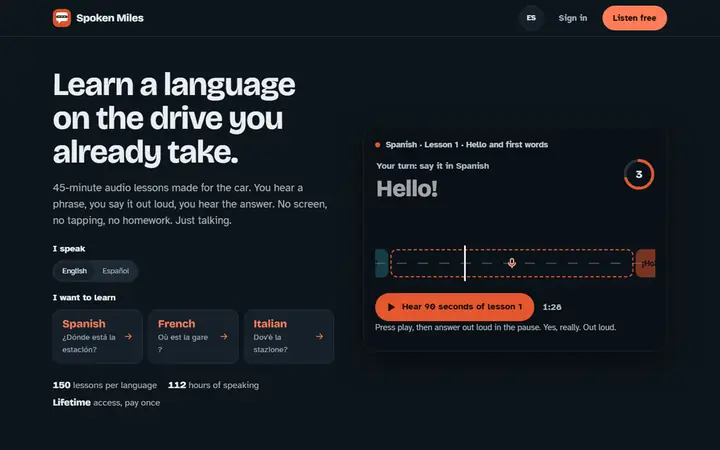 Spoken Miles
ES
Sign in
Listen free
Learn a language
on the drive you
already take.
45-minute audio lessons made for the car. You hear a
phrase, you say it out loud, you hear the answer. No screen,
no tapping, no homework. Just talking.
I speak
English
Español
I want to learn
Spanish
¿Dónde está la
estación?
French
Où est la gare
?
Italian
Dov'è la
stazione?
150 lessons per language
112 hours of speaking
Lifetime access, pay once
Spanish · Lesson 1 · Hello and first words
Your turn: say it in Spanish
Hello!
3
Hear 90 seconds of lesson 1
1:28
Press play, then answer out loud in the pause. Yes, really. Out loud.